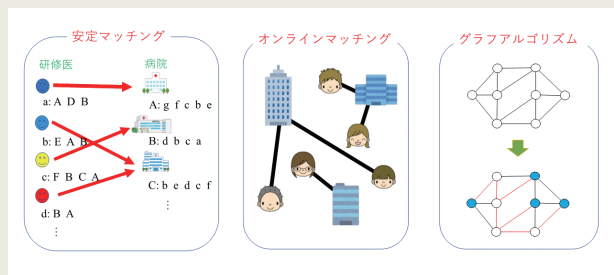 安定マッチング
研修医
病院
a: A D B
A: g f c b e
b: E A B
B: d b c a
c: F B C A
C: b e d c f
d: B A
⋮
⋮
オンラインマッチング
グラフアルゴリズム